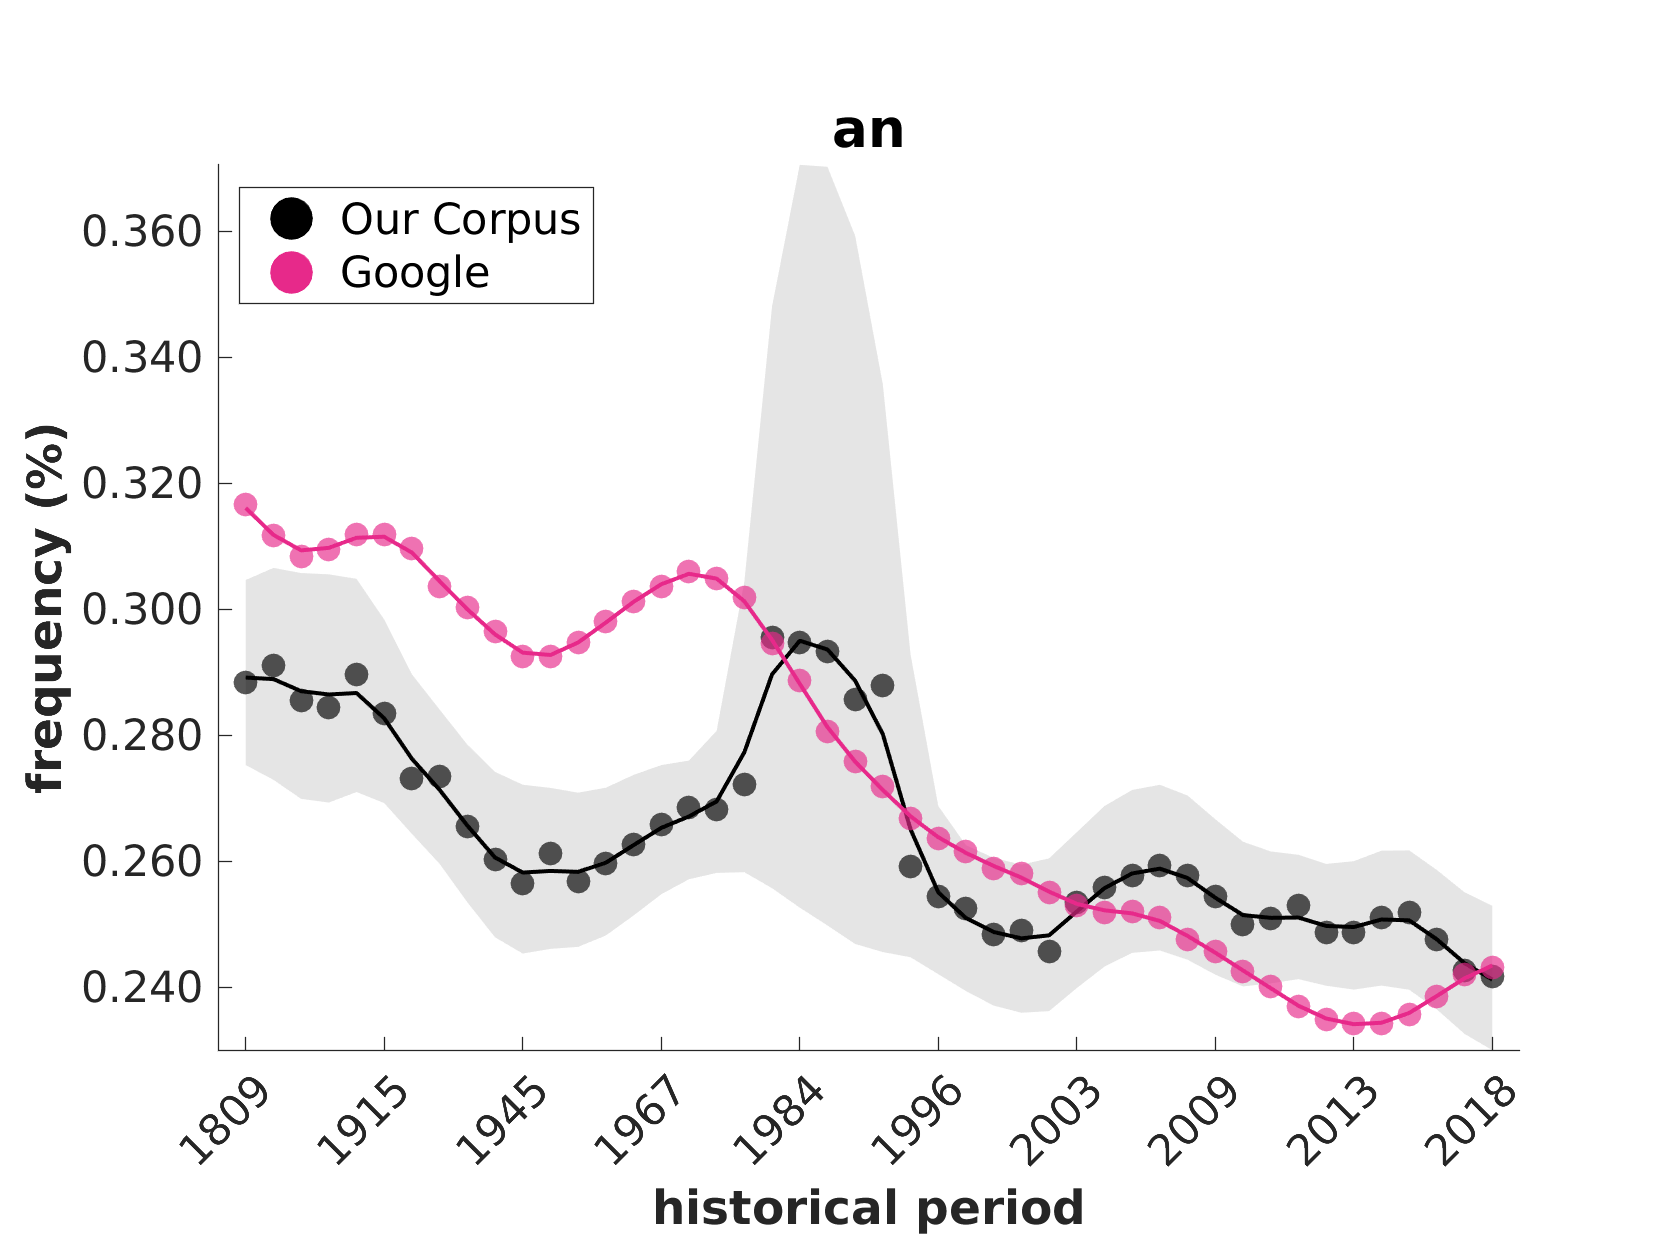 an
Our Corpus
Google
frequency (%)
0.360
0.340
0.320
0.300
0.280
0.260
0.240
1809 1915 1945 1967 1984 1996 2003 2009 2013 2018
historical period